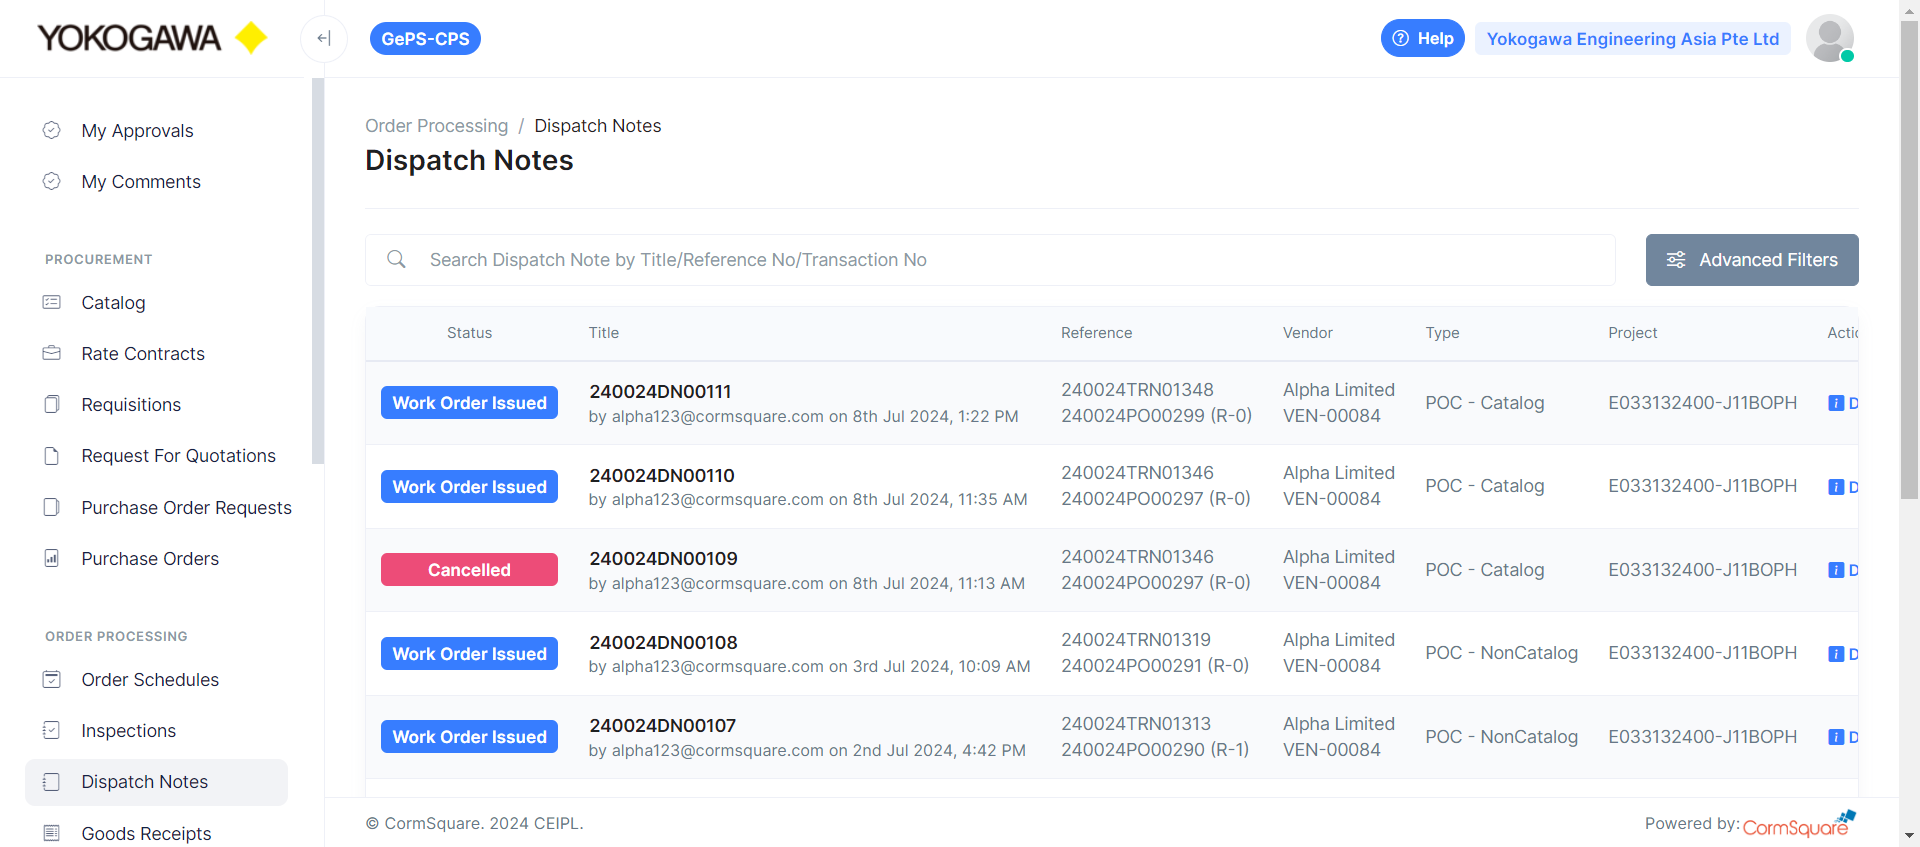 YOKOGAWA
GePS-CPS
Help
Yokogawa Engineering Asia Pte Ltd
My Approvals
My Comments
PROCUREMENT
Catalog
Rate Contracts
Requisitions
Request For Quotations
Purchase Order Requests
Purchase Orders
ORDER PROCESSING
Order Schedules
Inspections
Dispatch Notes
Goods Receipts
Order Processing / Dispatch Notes
Dispatch Notes
Search Dispatch Note by Title/Reference No/Transaction No
Advanced Filters
Status Title Reference Vendor Type Project Actio
Work Order Issued
240024DN00111
by alpha123@cormsquare.com on 8th Jul 2024, 1:22 PM
240024TRN01348
240024PO00299 (R-0)
Alpha Limited
VEN-00084
POC - Catalog
E033132400-J11BOPH
D
Work Order Issued
240024DN00110
by alpha123@cormsquare.com on 8th Jul 2024, 11:35 AM
240024TRN01346
240024PO00297 (R-0)
Alpha Limited
VEN-00084
POC - Catalog
E033132400-J11BOPH
D
Cancelled
240024DN00109
by alpha123@cormsquare.com on 8th Jul 2024, 11:13 AM
240024TRN01346
240024PO00297 (R-0)
Alpha Limited
VEN-00084
POC - Catalog
E033132400-J11BOPH
D
Work Order Issued
240024DN00108
by alpha123@cormsquare.com on 3rd Jul 2024, 10:09 AM
240024TRN01319
240024PO00291 (R-0)
Alpha Limited
VEN-00084
POC - NonCatalog
E033132400-J11BOPH
D
Work Order Issued
240024DN00107
by alpha123@cormsquare.com on 2nd Jul 2024, 4:42 PM
240024TRN01313
240024PO00290 (R-1)
Alpha Limited
VEN-00084
POC - NonCatalog
E033132400-J11BOPH
D
© CormSquare. 2024 CEIPL.
Powered by: CormSquare